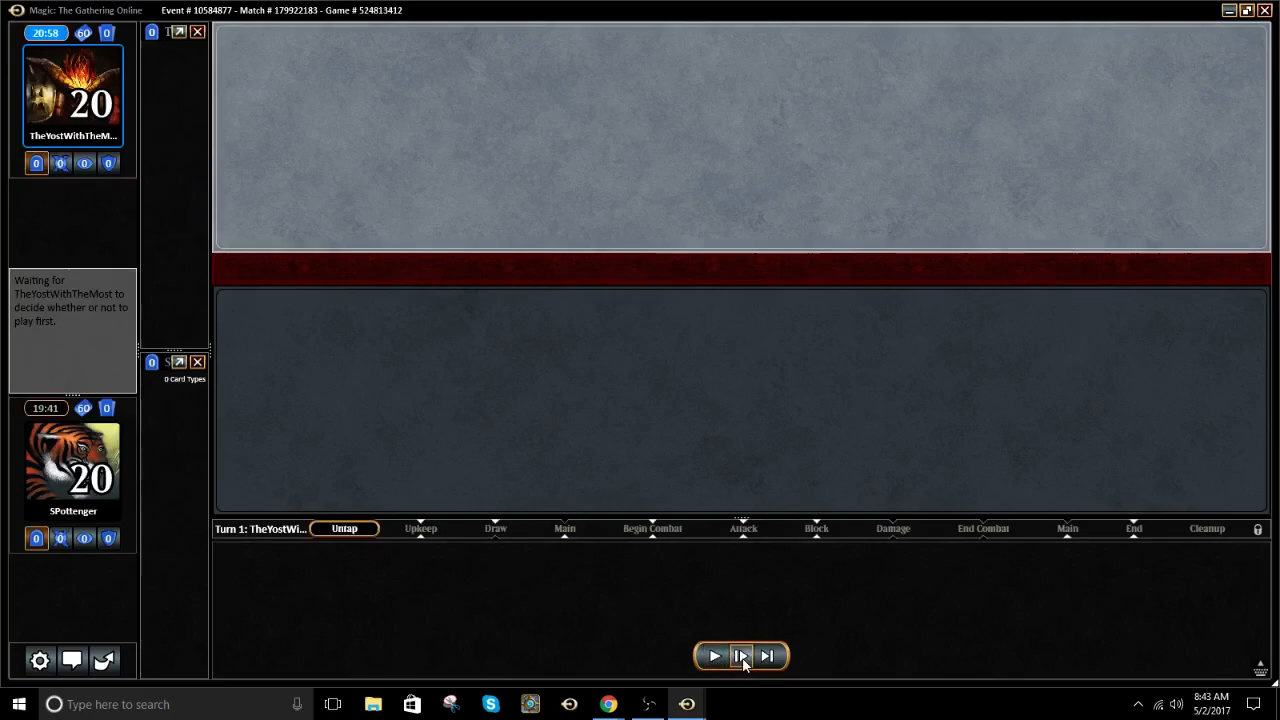 Magic: The Gathering Online
Event # 10584877 - Match # 179922183 - Game # 524813412
20:58 60 0
20
TheYostWithTheM...
0 0 0 0
0 T
Waiting for
TheYostWithTheMost to
decide whether or not to
play first.
0 S
0 Card Types
19:41 60 0
20
SPottenger
0 0 0 0
Turn 1: TheYostWi... Untap Upkeep Draw Main Begin Combat Attack Block Damage End Combat Main End Cleanup
Type here to search
8:43 AM
5/2/2017